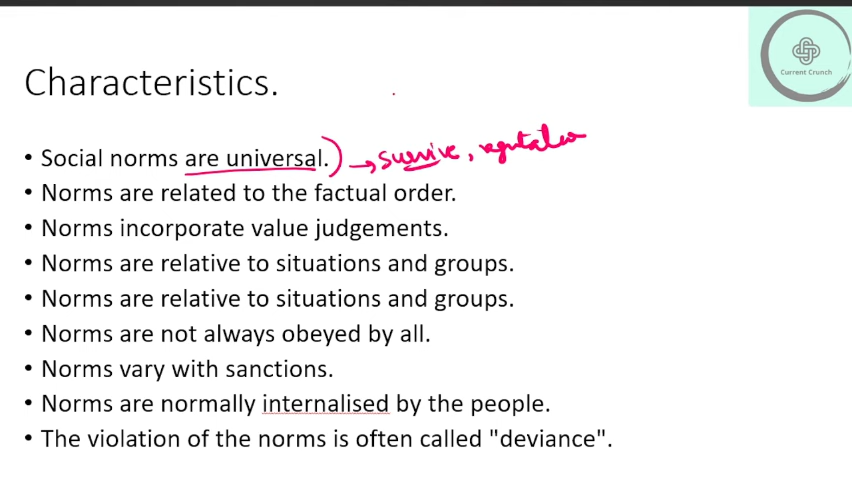 Current Crunch
Characteristics.
• Social norms are universal.) → survive, regulation
• Norms are related to the factual order.
• Norms incorporate value judgements.
• Norms are relative to situations and groups.
• Norms are relative to situations and groups.
• Norms are not always obeyed by all.
• Norms vary with sanctions.
• Norms are normally internalised by the people.
• The violation of the norms is often called "deviance".